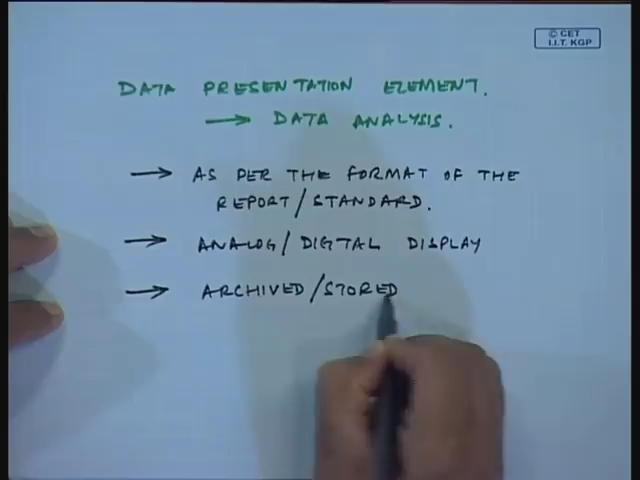 © CET
I.I.T. KGP
DATA PRESENTATION ELEMENT.
→ DATA ANALYSIS.
→ AS PER THE FORMAT OF THE
REPORT/STANDARD.
→ ANALOG/DIGITAL DISPLAY
→ ARCHIVED/STORED